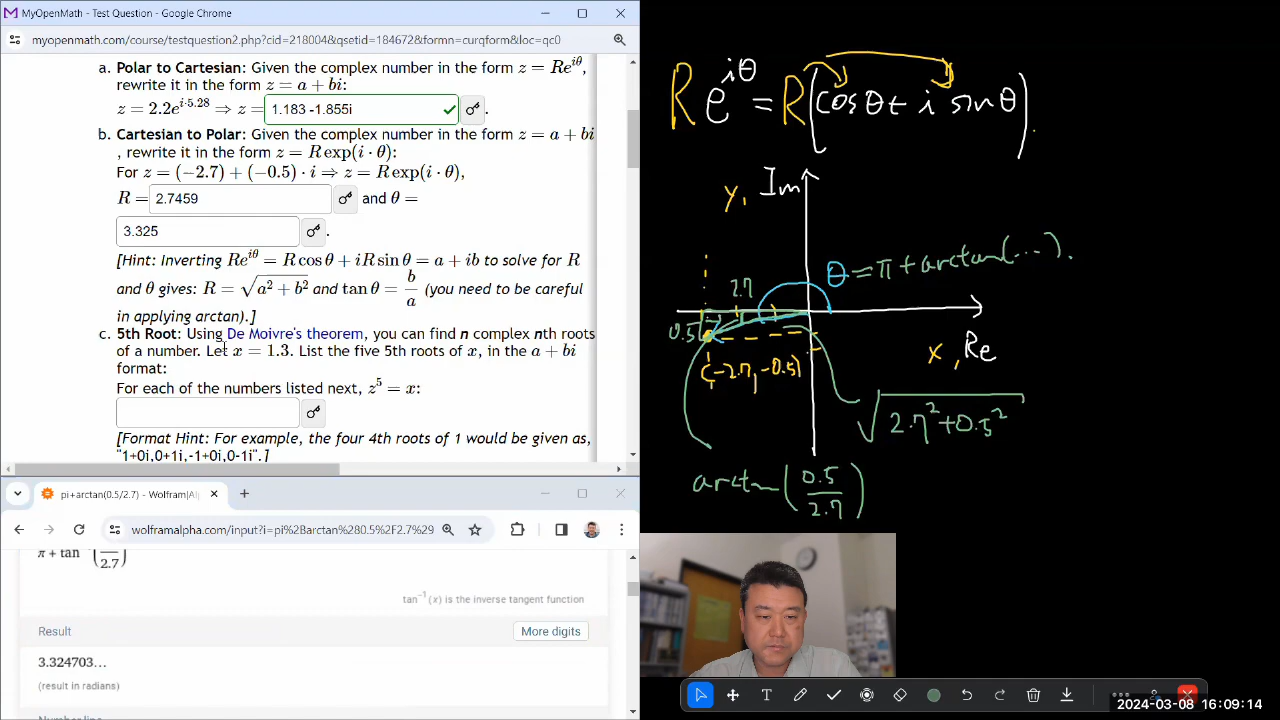 MyOpenMath - Test Question - Google Chrome
myopenmath.com/course/testquestion2.php?cid=218004&qsetid=184672&formn=curqform&loc=qc0
a. Polar to Cartesian: Given the complex number in the form z = Re^{iθ},
rewrite it in the form z = a + bi:
z = 2.2e^{i·5.28} ⇒ z = 1.183 -1.855i .
b. Cartesian to Polar: Given the complex number in the form z = a + bi
, rewrite it in the form z = R exp(i · θ):
For z = (−2.7) + (−0.5) · i ⇒ z = R exp(i · θ),
R = 2.7459 and θ =
3.325 .
[Hint: Inverting Re^{iθ} = R cos θ + iR sin θ = a + ib to solve for R
and θ gives: R = √(a² + b²) and tan θ = b/a (you need to be careful
in applying arctan).]
c. 5th Root: Using De Moivre's theorem, you can find n complex nth roots
of a number. Let x = 1.3. List the five 5th roots of x, in the a + bi
format:
For each of the numbers listed next, z⁵ = x:
[Format Hint: For example, the four 4th roots of 1 would be given as,
"1+0i,0+1i,-1+0i,0-1i".]
pi+arctan(0.5/2.7) - Wolfram|Al
wolframalpha.com/input?i=pi%2Barctan%280.5%2F2.7%29
π + tan
2.7
tan⁻¹(x) is the inverse tangent function
Result
More digits
3.324703...
(result in radians)
Number line
R e^{iθ} = R(cosθ + i sinθ)
y, Im
θ = π + arctan(...).
2.7
0.5
x, Re
(-2.7, -0.5)
√(2.7² + 0.5²)
arctan(0.5/2.7)
2024-03-08 16:09:14